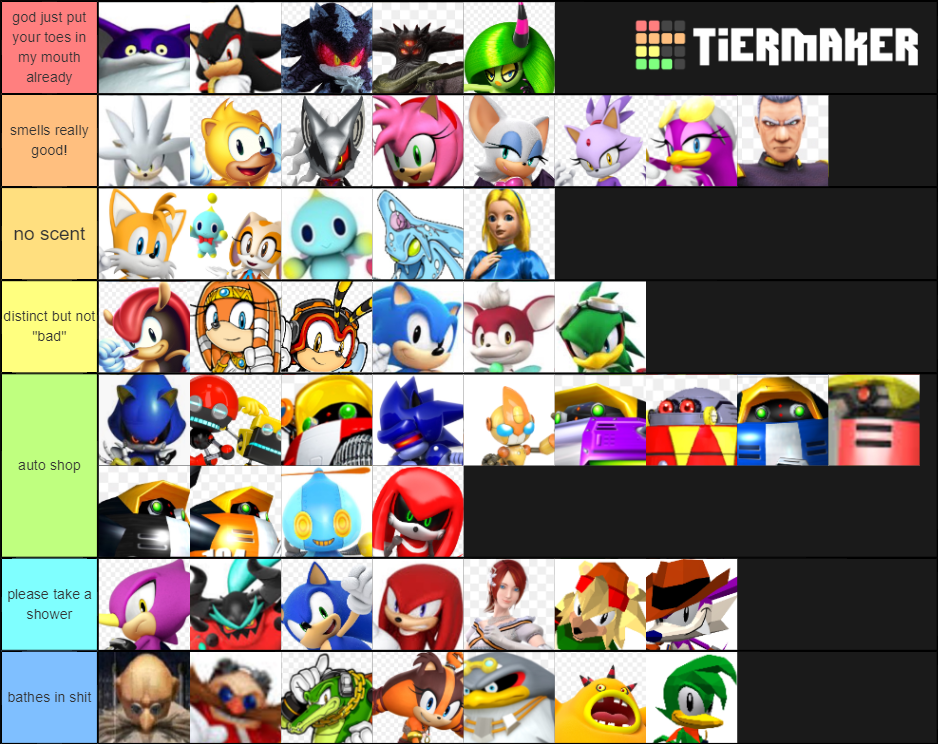 god just put
your toes in
my mouth
already
TiERMAKER
smells really
good!
no scent
distinct but not
"bad"
auto shop
please take a
shower
bathes in shit